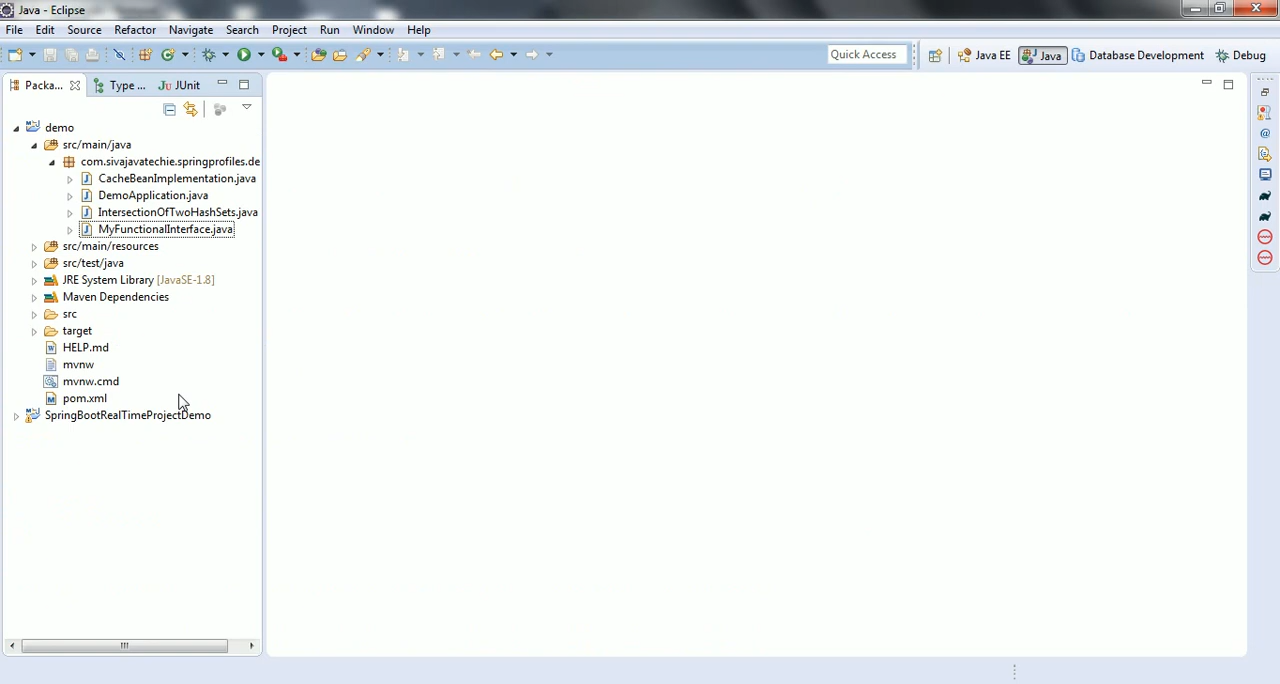 Java - Eclipse
File Edit Source Refactor Navigate Search Project Run Window Help
Quick Access Java EE Java Database Development Debug
Packa... Type ... JUnit
demo
src/main/java
com.sivajavatechie.springprofiles.de
CacheBeanImplementation.java
DemoApplication.java
IntersectionOfTwoHashSets.java
MyFunctionalInterface.java
src/main/resources
src/test/java
JRE System Library [JavaSE-1.8]
Maven Dependencies
src
target
HELP.md
mvnw
mvnw.cmd
pom.xml
SpringBootRealTimeProjectDemo